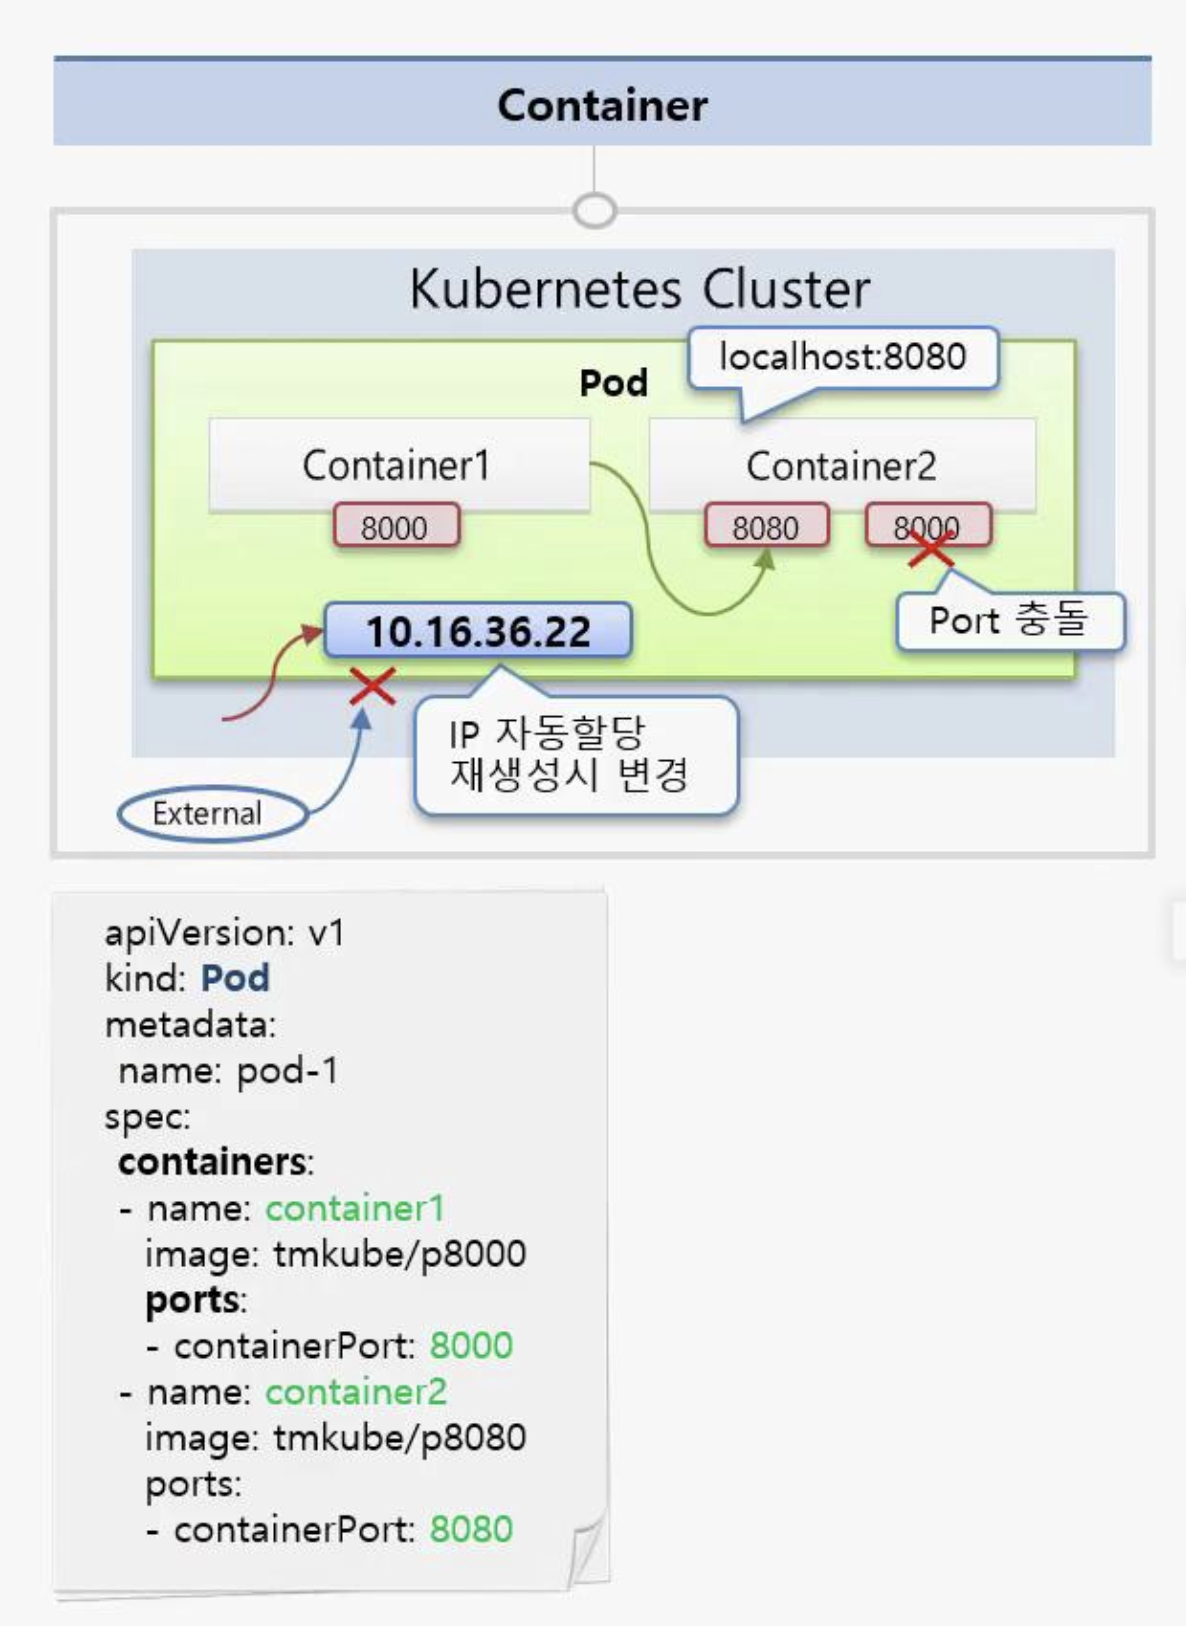 Container
Kubernetes Cluster
localhost:8080
Pod
Container1
Container2
8000
8080
8000
Port 충돌
10.16.36.22
IP 자동할당
재생성시 변경
External
apiVersion: v1
kind: Pod
metadata:
name: pod-1
spec:
containers:
- name: container1
image: tmkube/p8000
ports:
- containerPort: 8000
- name: container2
image: tmkube/p8080
ports:
- containerPort: 8080